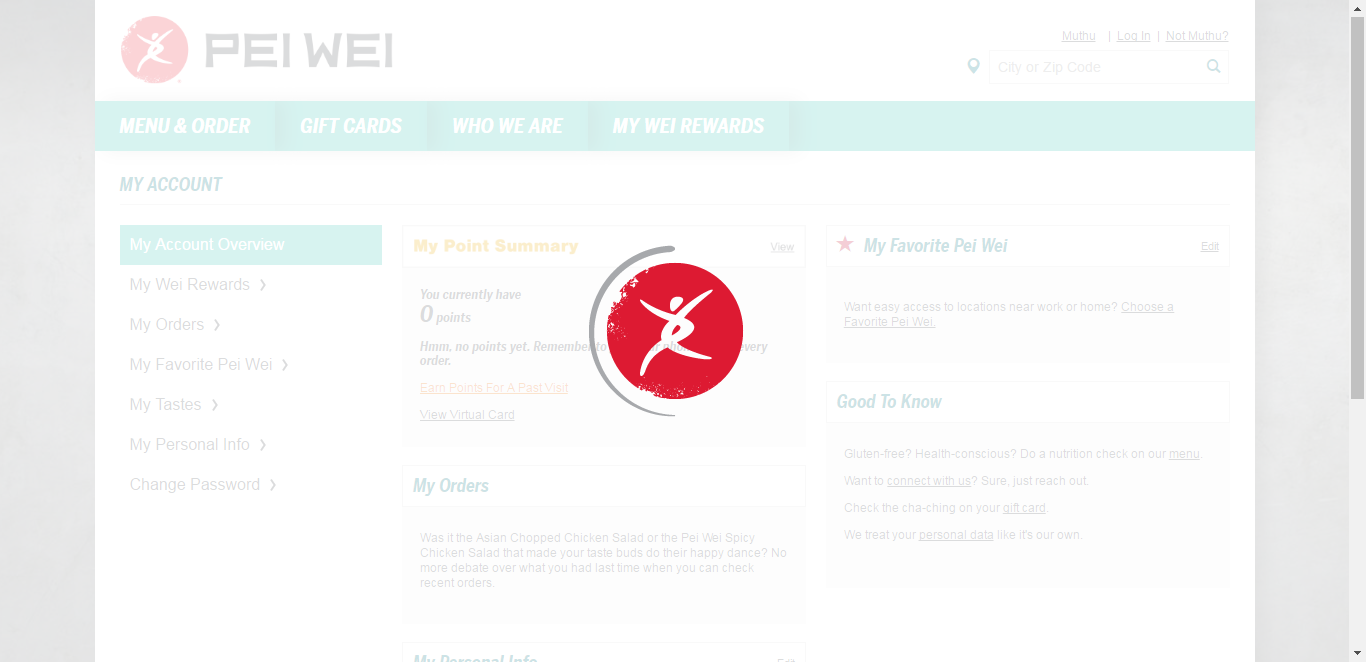 PEI WEI
Muthu | Log In | Not Muthu?
City or Zip Code
MENU & ORDER
GIFT CARDS
WHO WE ARE
MY WEI REWARDS
MY ACCOUNT
My Account Overview
My Wei Rewards
My Orders
My Favorite Pei Wei
My Tastes
My Personal Info
Change Password
My Point Summary
View
You currently have
0 points
Hmm, no points yet. Remember to every
order.
Earn Points For A Past Visit
View Virtual Card
My Orders
Was it the Asian Chopped Chicken Salad or the Pei Wei Spicy
Chicken Salad that made your taste buds do their happy dance? No
more debate over what you had last time when you can check
recent orders.
My Personal Info
Edit
My Favorite Pei Wei
Edit
Want easy access to locations near work or home? Choose a
Favorite Pei Wei.
Good To Know
Gluten-free? Health-conscious? Do a nutrition check on our menu.
Want to connect with us? Sure, just reach out.
Check the cha-ching on your gift card.
We treat your personal data like it's our own.